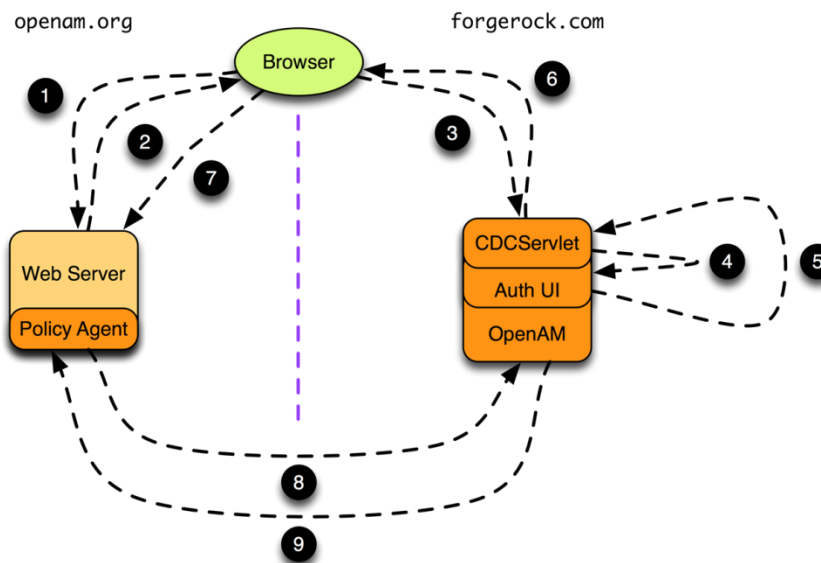 openam.org
forgerock.com
Browser
1
6
2
3
7
CDCServlet
4
5
Web Server
Auth UI
Policy Agent
OpenAM
8
9